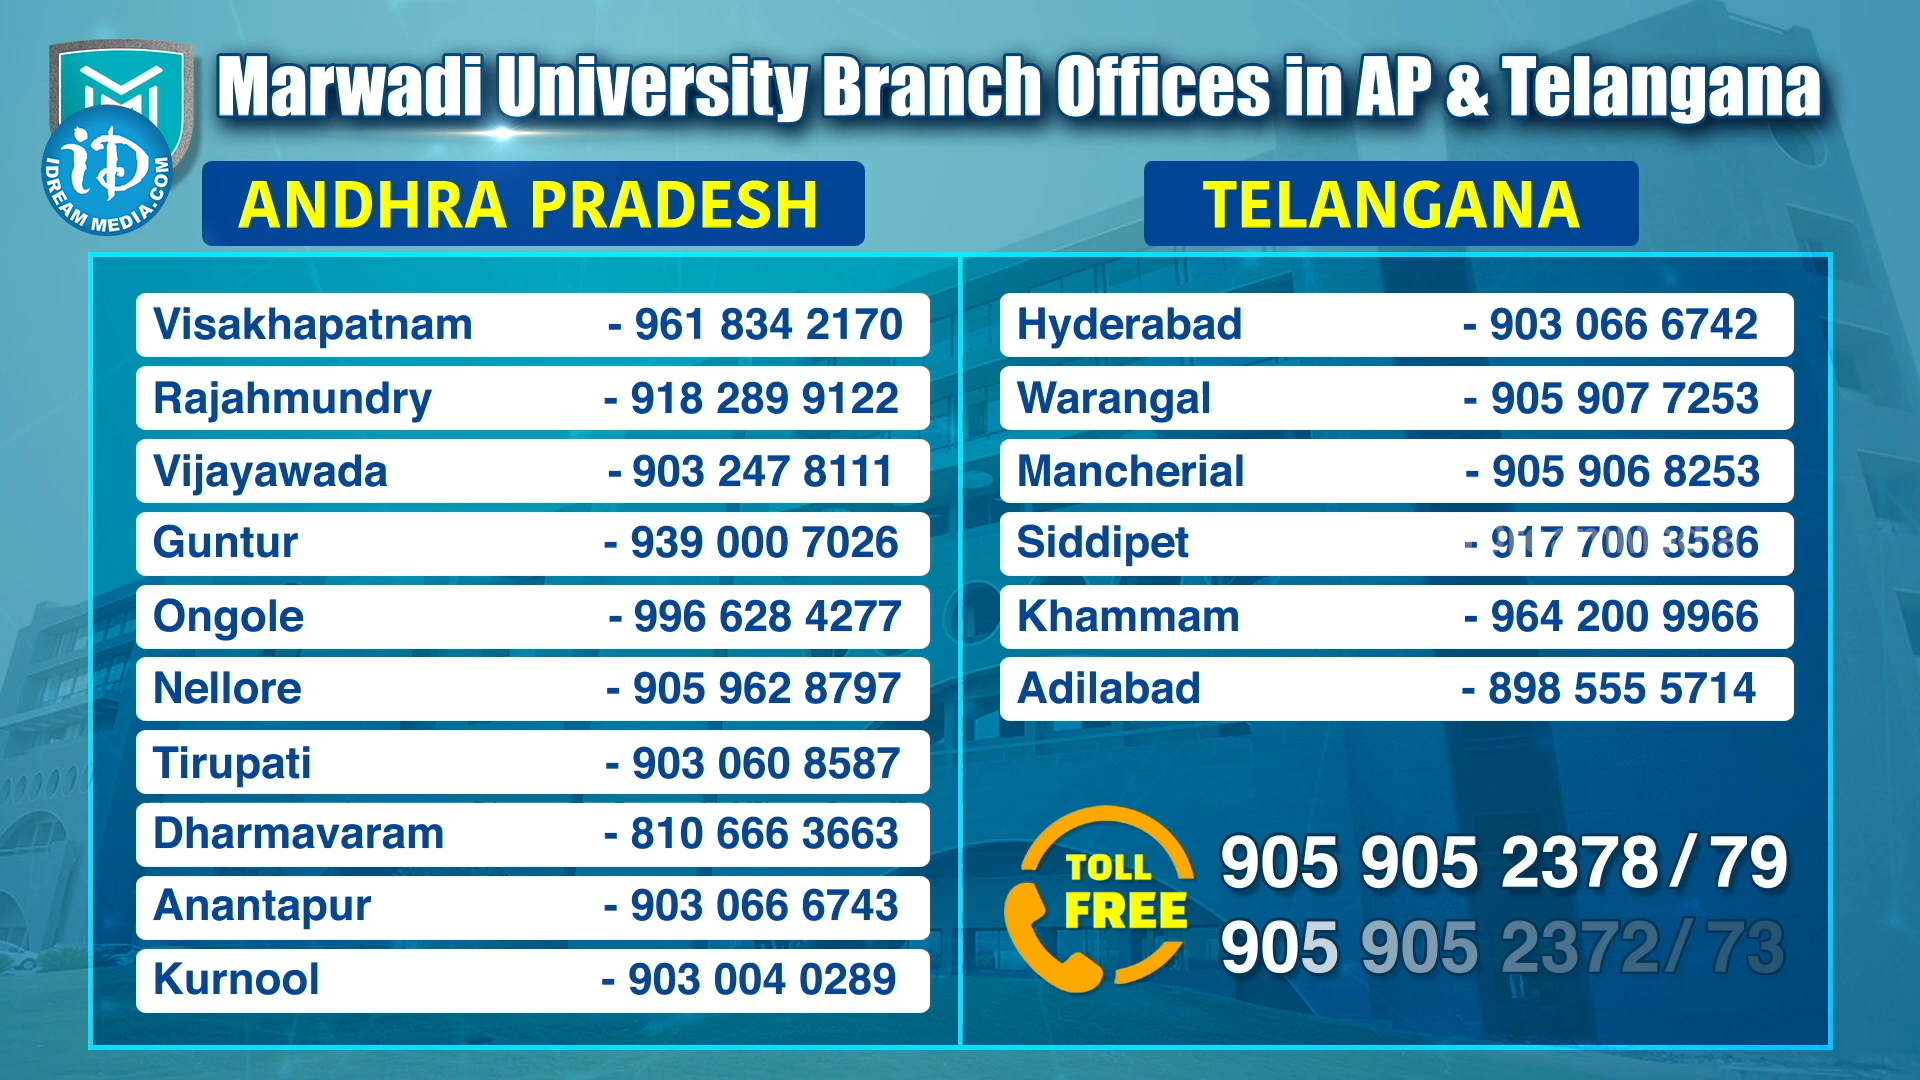 Marwadi University Branch Offices in AP & Telangana
iD
IDREAM MEDIA.COM
ANDHRA PRADESH
Visakhapatnam - 961 834 2170
Rajahmundry - 918 289 9122
Vijayawada - 903 247 8111
Guntur - 939 000 7026
Ongole - 996 628 4277
Nellore - 905 962 8797
Tirupati - 903 060 8587
Dharmavaram - 810 666 3663
Anantapur - 903 066 6743
Kurnool - 903 004 0289
TELANGANA
Hyderabad - 903 066 6742
Warangal - 905 907 7253
Mancherial - 905 906 8253
Siddipet - 917 700 3586
Khammam - 964 200 9966
Adilabad - 898 555 5714
TOLL
FREE
905 905 2378 / 79
905 905 2372 / 73